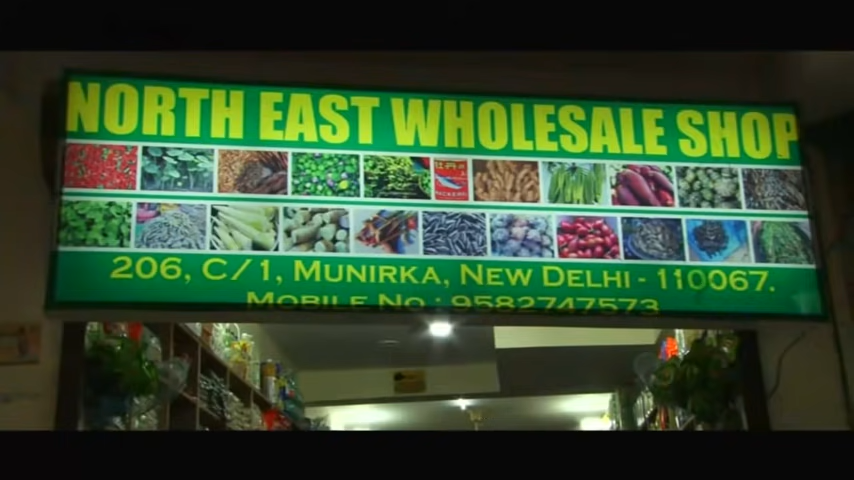 NORTH EAST WHOLESALE SHOP
206, C/1, MUNIRKA, NEW DELHI - 110067.
MOBILE NO : 9582747573